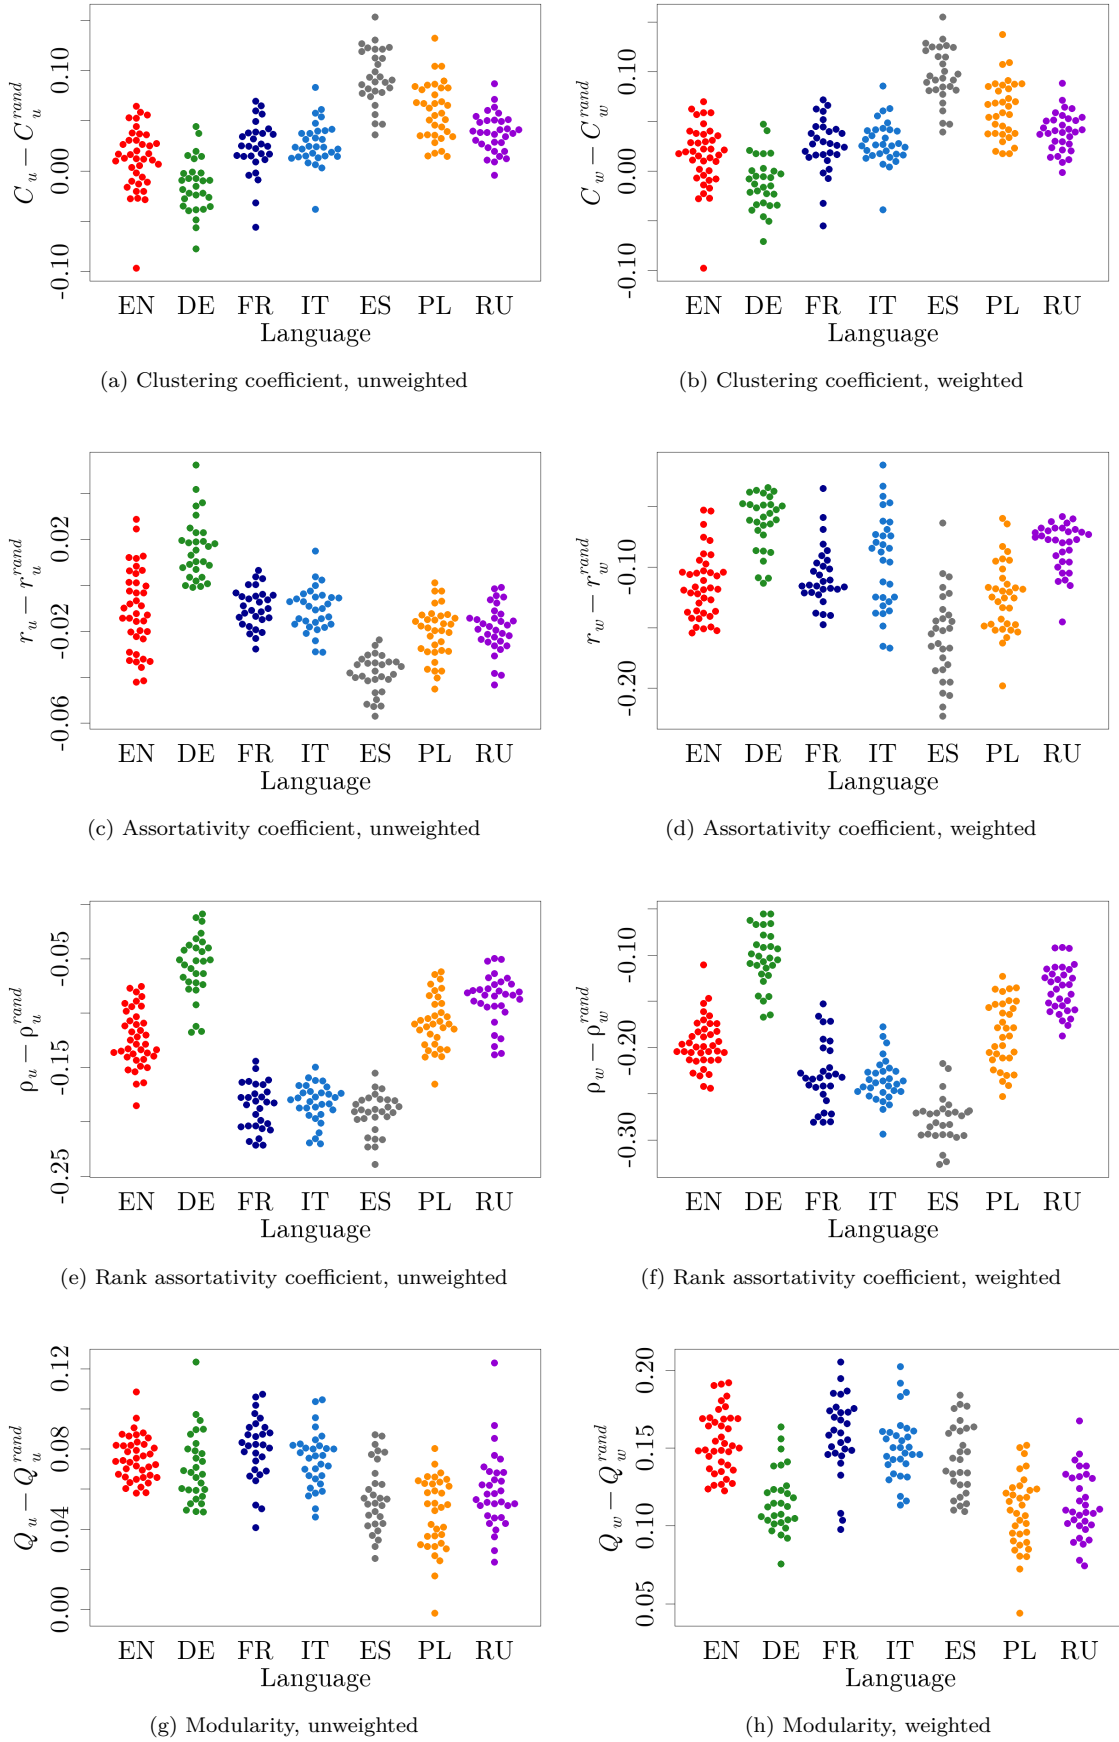 C_u − C_u^rand
0.10
0.00
-0.10
EN DE FR IT ES PL RU
Language
(a) Clustering coefficient, unweighted
C_w − C_w^rand
0.10
0.00
-0.10
EN DE FR IT ES PL RU
Language
(b) Clustering coefficient, weighted
r_u − r_u^rand
0.02
-0.02
-0.06
EN DE FR IT ES PL RU
Language
(c) Assortativity coefficient, unweighted
r_w − r_w^rand
-0.10
-0.20
EN DE FR IT ES PL RU
Language
(d) Assortativity coefficient, weighted
ρ_u − ρ_u^rand
-0.05
-0.15
-0.25
EN DE FR IT ES PL RU
Language
(e) Rank assortativity coefficient, unweighted
ρ_w − ρ_w^rand
-0.10
-0.20
-0.30
EN DE FR IT ES PL RU
Language
(f) Rank assortativity coefficient, weighted
Q_u − Q_u^rand
0.12
0.08
0.04
0.00
EN DE FR IT ES PL RU
Language
(g) Modularity, unweighted
Q_w − Q_w^rand
0.20
0.15
0.10
0.05
EN DE FR IT ES PL RU
Language
(h) Modularity, weighted